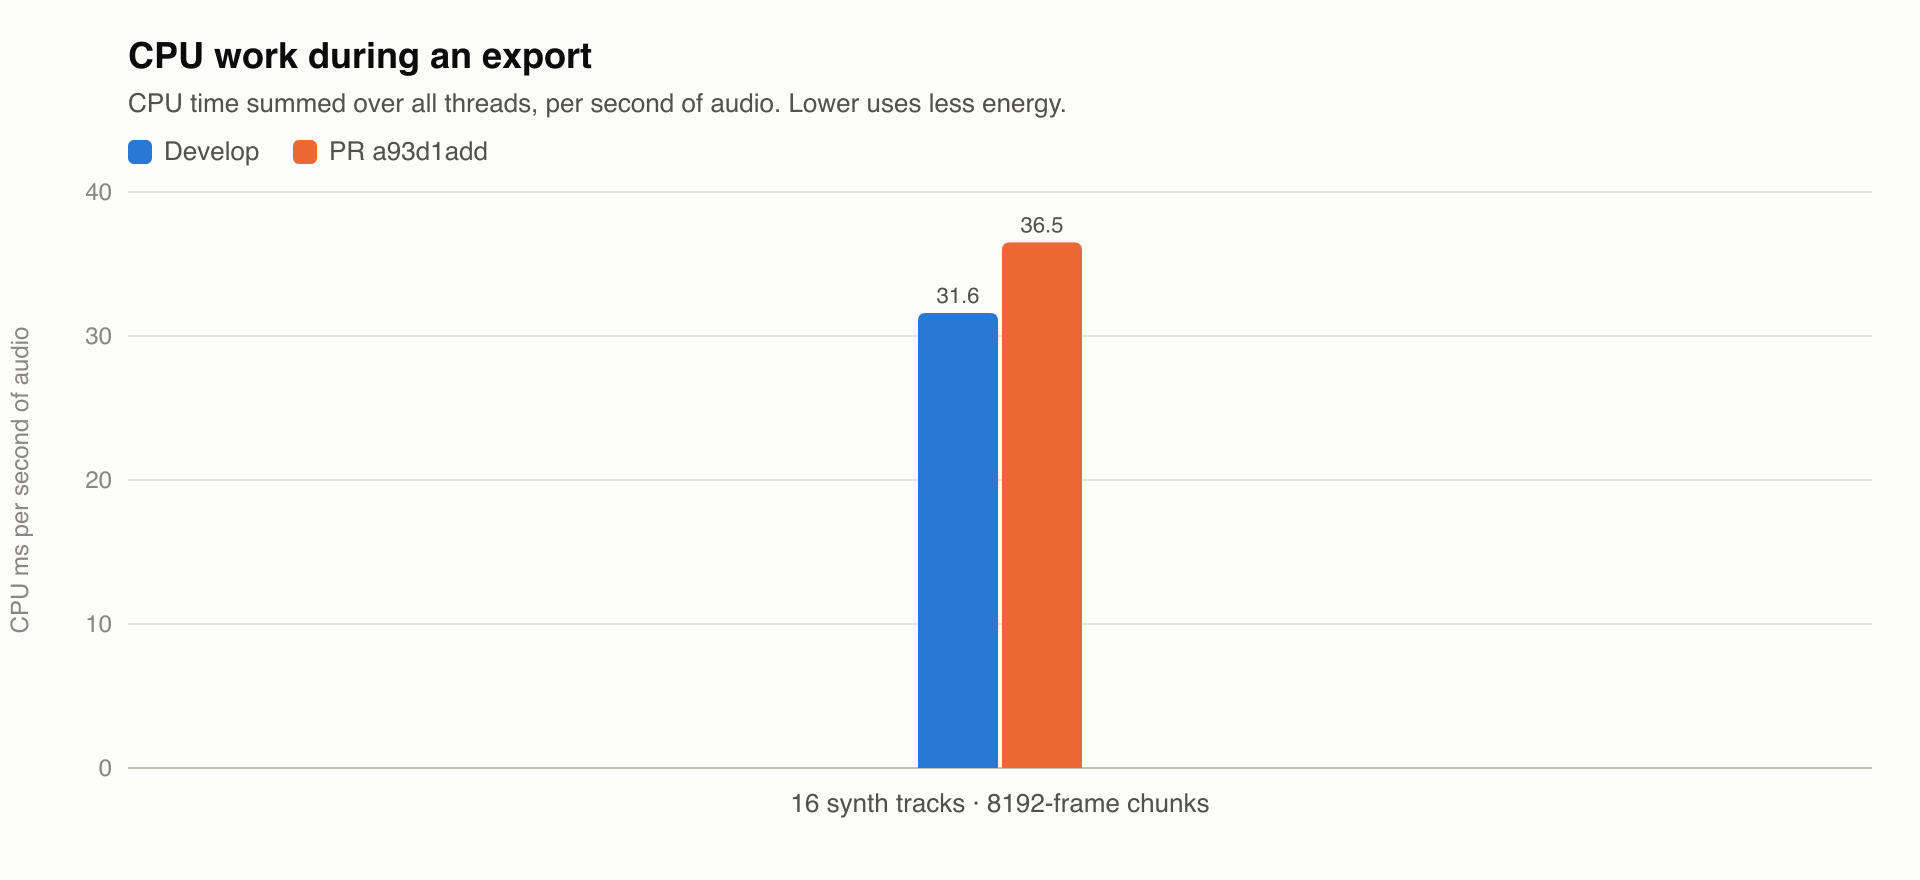 CPU work during an export
CPU time summed over all threads, per second of audio. Lower uses less energy.
Develop
PR a93d1add
40
30
20
10
0
CPU ms per second of audio
31.6
36.5
16 synth tracks · 8192-frame chunks